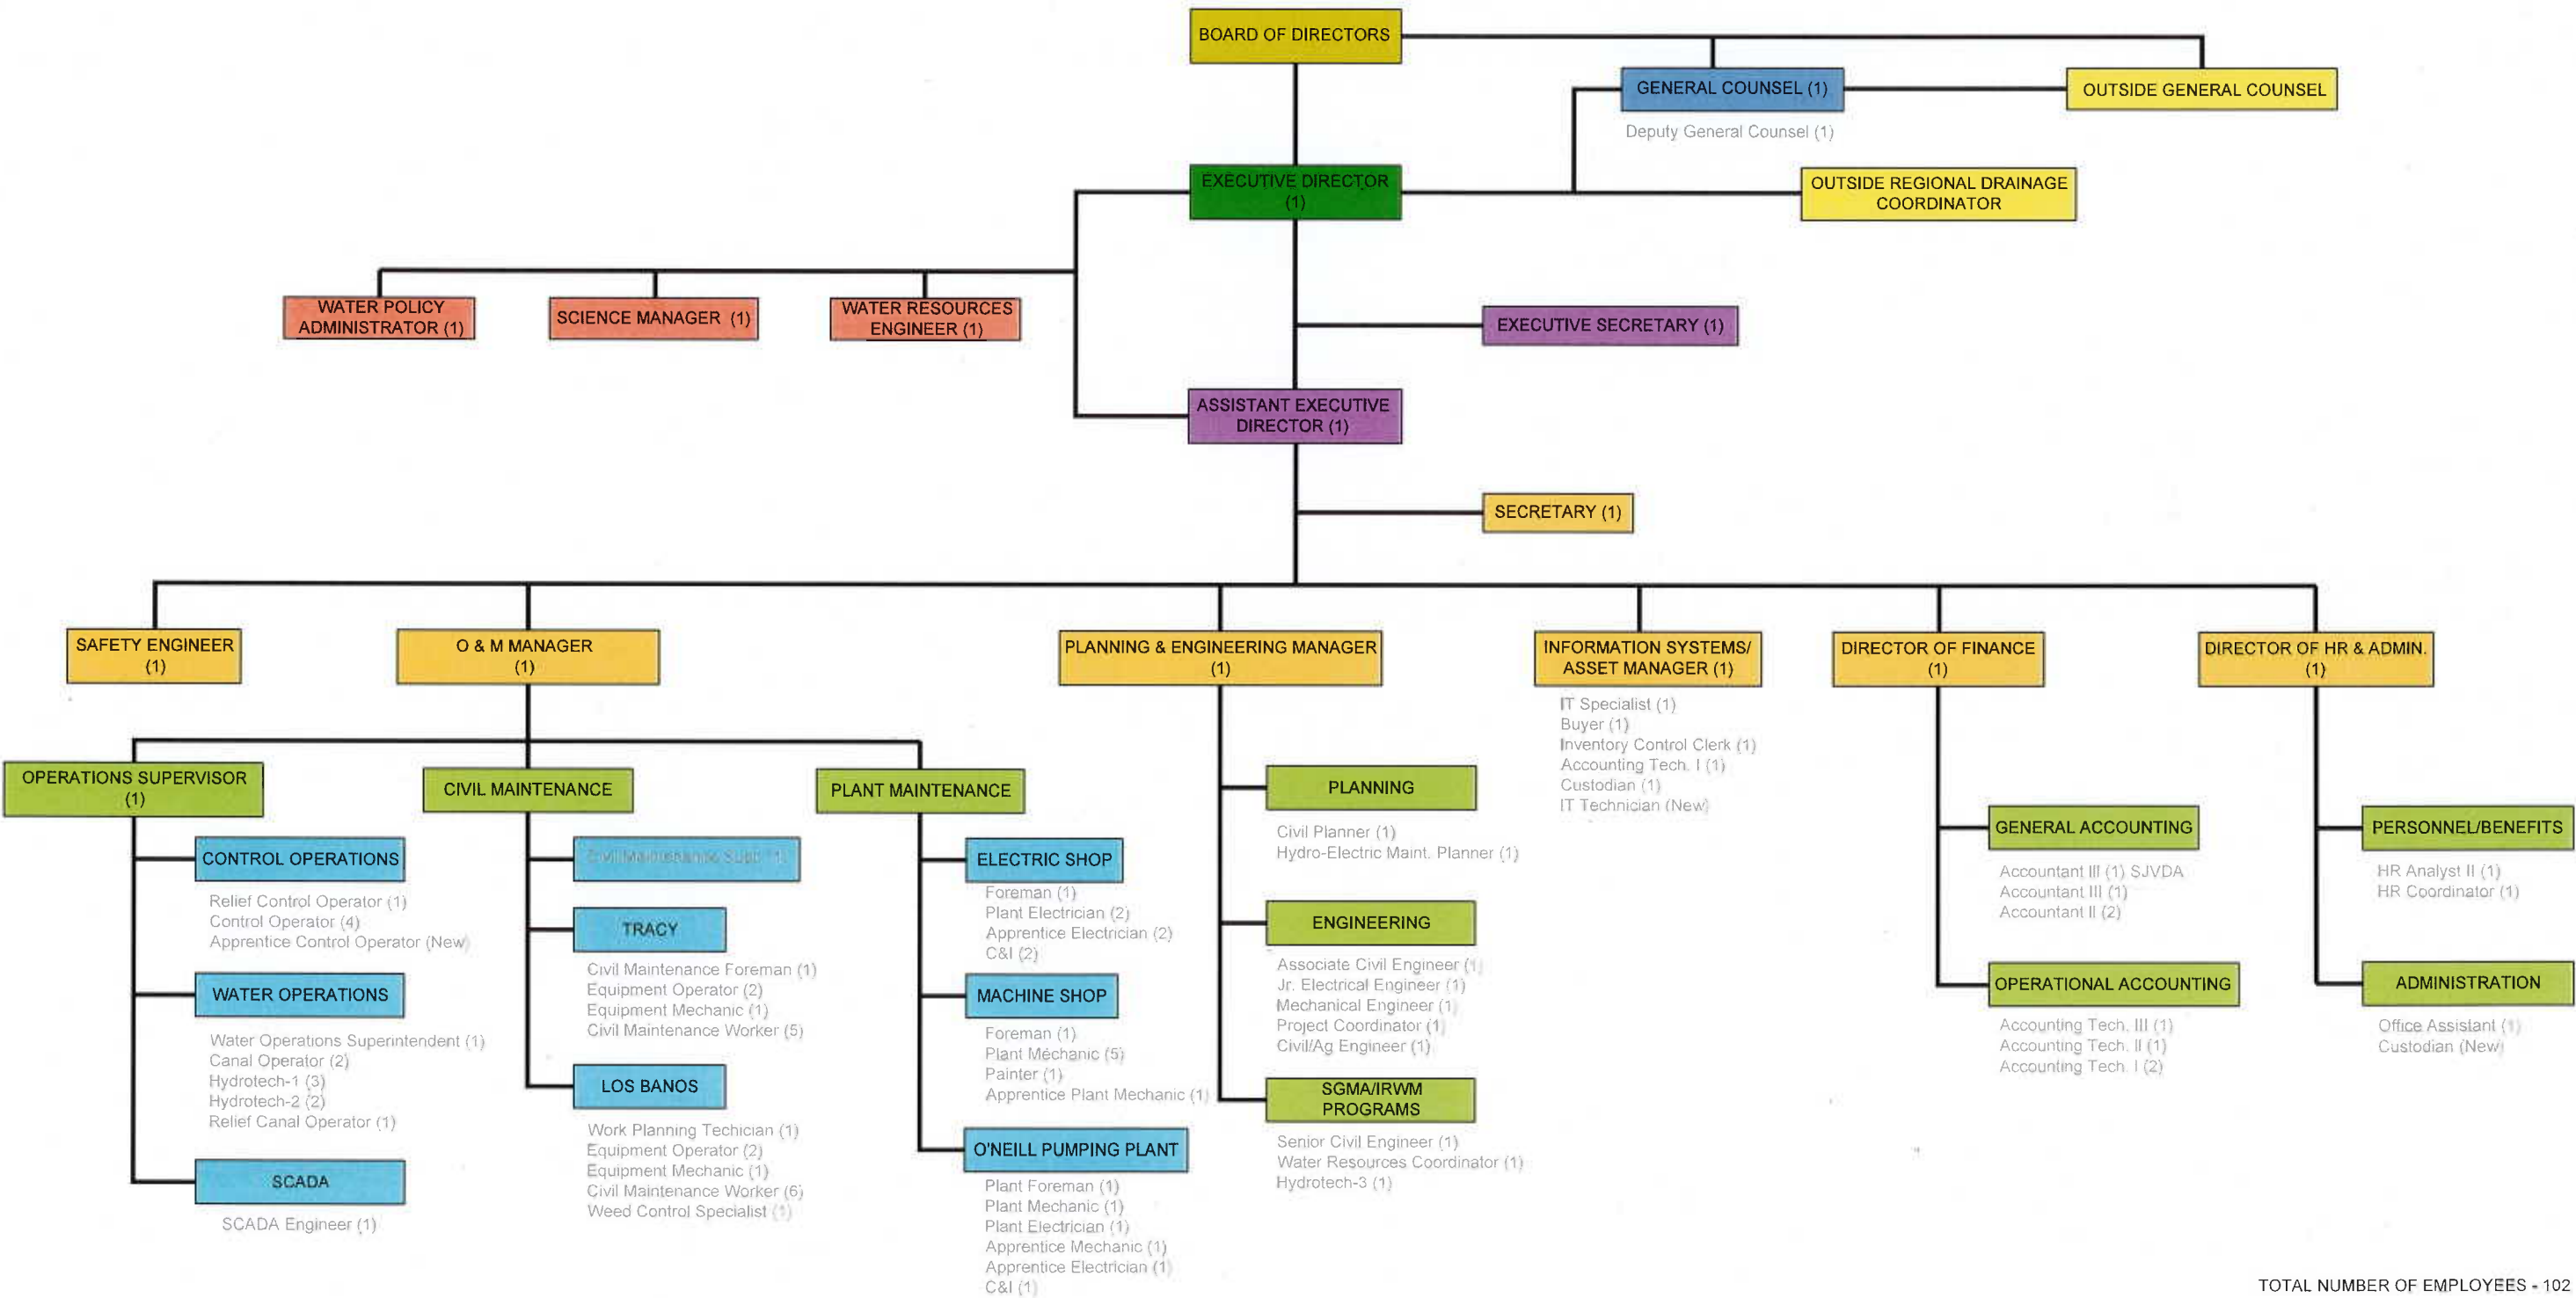 BOARD OF DIRECTORS
GENERAL COUNSEL (1)
OUTSIDE GENERAL COUNSEL
Deputy General Counsel (1)
EXECUTIVE DIRECTOR
(1)
OUTSIDE REGIONAL DRAINAGE
COORDINATOR
WATER POLICY
ADMINISTRATOR (1)
SCIENCE MANAGER (1)
WATER RESOURCES
ENGINEER (1)
EXECUTIVE SECRETARY (1)
ASSISTANT EXECUTIVE
DIRECTOR (1)
SECRETARY (1)
SAFETY ENGINEER
(1)
O & M MANAGER
(1)
PLANNING & ENGINEERING MANAGER
(1)
INFORMATION SYSTEMS/
ASSET MANAGER (1)
DIRECTOR OF FINANCE
(1)
DIRECTOR OF HR & ADMIN.
(1)
OPERATIONS SUPERVISOR
(1)
CONTROL OPERATIONS
Relief Control Operator (1)
Control Operator (4)
Apprentice Control Operator (New)
WATER OPERATIONS
Water Operations Superintendent (1)
Canal Operator (2)
Hydrotech-1 (3)
Hydrotech-2 (2)
Relief Canal Operator (1)
SCADA
SCADA Engineer (1)
CIVIL MAINTENANCE
Civil Maintenance Supt. (1)
TRACY
Civil Maintenance Foreman (1)
Equipment Operator (2)
Equipment Mechanic (1)
Civil Maintenance Worker (5)
LOS BANOS
Work Planning Techician (1)
Equipment Operator (2)
Equipment Mechanic (1)
Civil Maintenance Worker (6)
Weed Control Specialist (1)
PLANT MAINTENANCE
ELECTRIC SHOP
Foreman (1)
Plant Electrician (2)
Apprentice Electrician (2)
C&I (2)
MACHINE SHOP
Foreman (1)
Plant Mechanic (5)
Painter (1)
Apprentice Plant Mechanic (1)
O'NEILL PUMPING PLANT
Plant Foreman (1)
Plant Mechanic (1)
Plant Electrician (1)
Apprentice Mechanic (1)
Apprentice Electrician (1)
C&I (1)
PLANNING
Civil Planner (1)
Hydro-Electric Maint. Planner (1)
ENGINEERING
Associate Civil Engineer (1)
Jr. Electrical Engineer (1)
Mechanical Engineer (1)
Project Coordinator (1)
Civil/Ag Engineer (1)
SGMA/IRWM
PROGRAMS
Senior Civil Engineer (1)
Water Resources Coordinator (1)
Hydrotech-3 (1)
IT Specialist (1)
Buyer (1)
Inventory Control Clerk (1)
Accounting Tech. I (1)
Custodian (1)
IT Technician (New)
GENERAL ACCOUNTING
Accountant III (1) SJVDA
Accountant III (1)
Accountant II (2)
OPERATIONAL ACCOUNTING
Accounting Tech. III (1)
Accounting Tech. II (1)
Accounting Tech. I (2)
PERSONNEL/BENEFITS
HR Analyst II (1)
HR Coordinator (1)
ADMINISTRATION
Office Assistant (1)
Custodian (New)
TOTAL NUMBER OF EMPLOYEES - 102